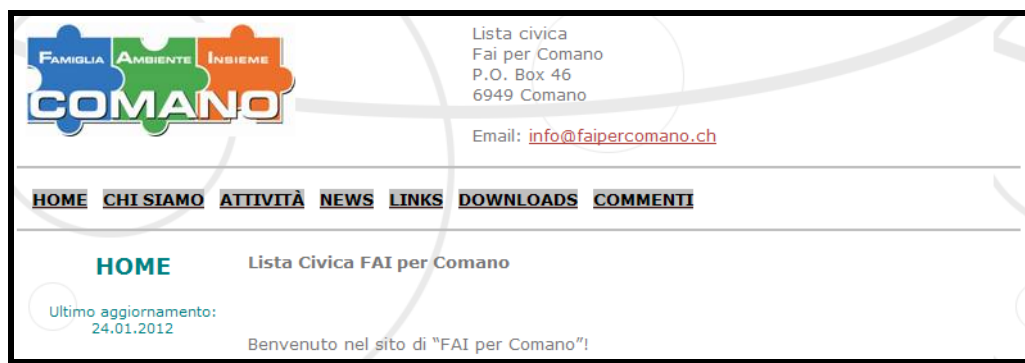 FAMIGLIA AMBIENTE INSIEME
COMANO
Lista civica
Fai per Comano
P.O. Box 46
6949 Comano
Email: info@faipercomano.ch
HOME CHI SIAMO ATTIVITÀ NEWS LINKS DOWNLOADS COMMENTI
HOME
Ultimo aggiornamento:
24.01.2012
Lista Civica FAI per Comano
Benvenuto nel sito di “FAI per Comano”!